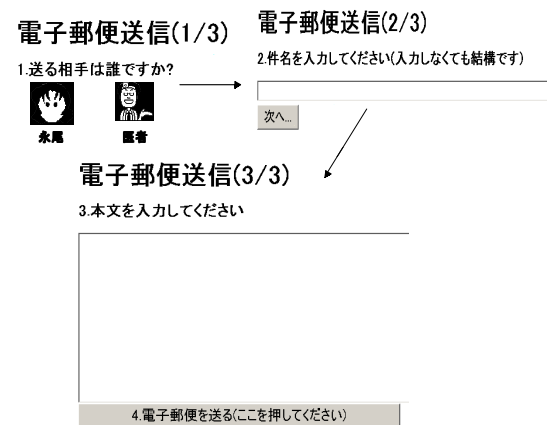 電子郵便送信(1/3)
1.送る相手は誰ですか?
永尾
医者
電子郵便送信(2/3)
2.件名を入力してください(入力しなくても結構です)
次へ...
電子郵便送信(3/3)
3.本文を入力してください
4.電子郵便を送る(ここを押してください)